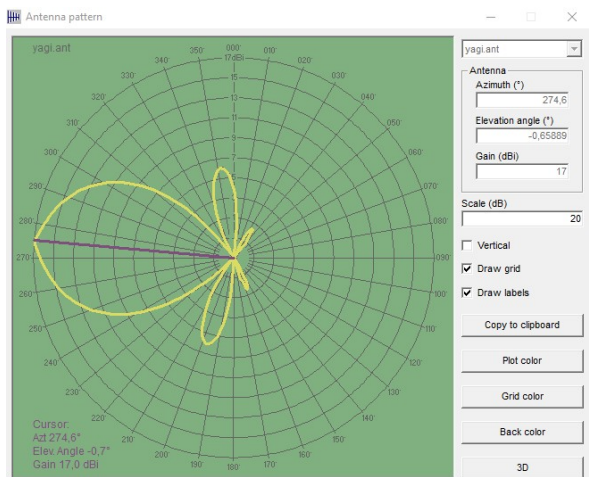 Antenna pattern
yagi.ant
000°
17dBi
010°
020°
030°
040°
050°
060°
070°
080°
090°
100
110°
120°
130°
140°
150°
160°
170°
180°
190°
200°
210°
220°
230°
240°
250°
260°
270°
280°
290°
300°
310°
320°
330°
340°
350°
15
13
11
9
7
Cursor:
Azt 274,6°
Elev. Angle -0,7°
Gain 17,0 dBi
yagi.ant
Antenna
Azimuth (°)
274,6
Elevation angle (°)
-0,65889
Gain (dBi)
17
Scale (dB)
20
Vertical
Draw grid
Draw labels
Copy to clipboard
Plot color
Grid color
Back color
3D